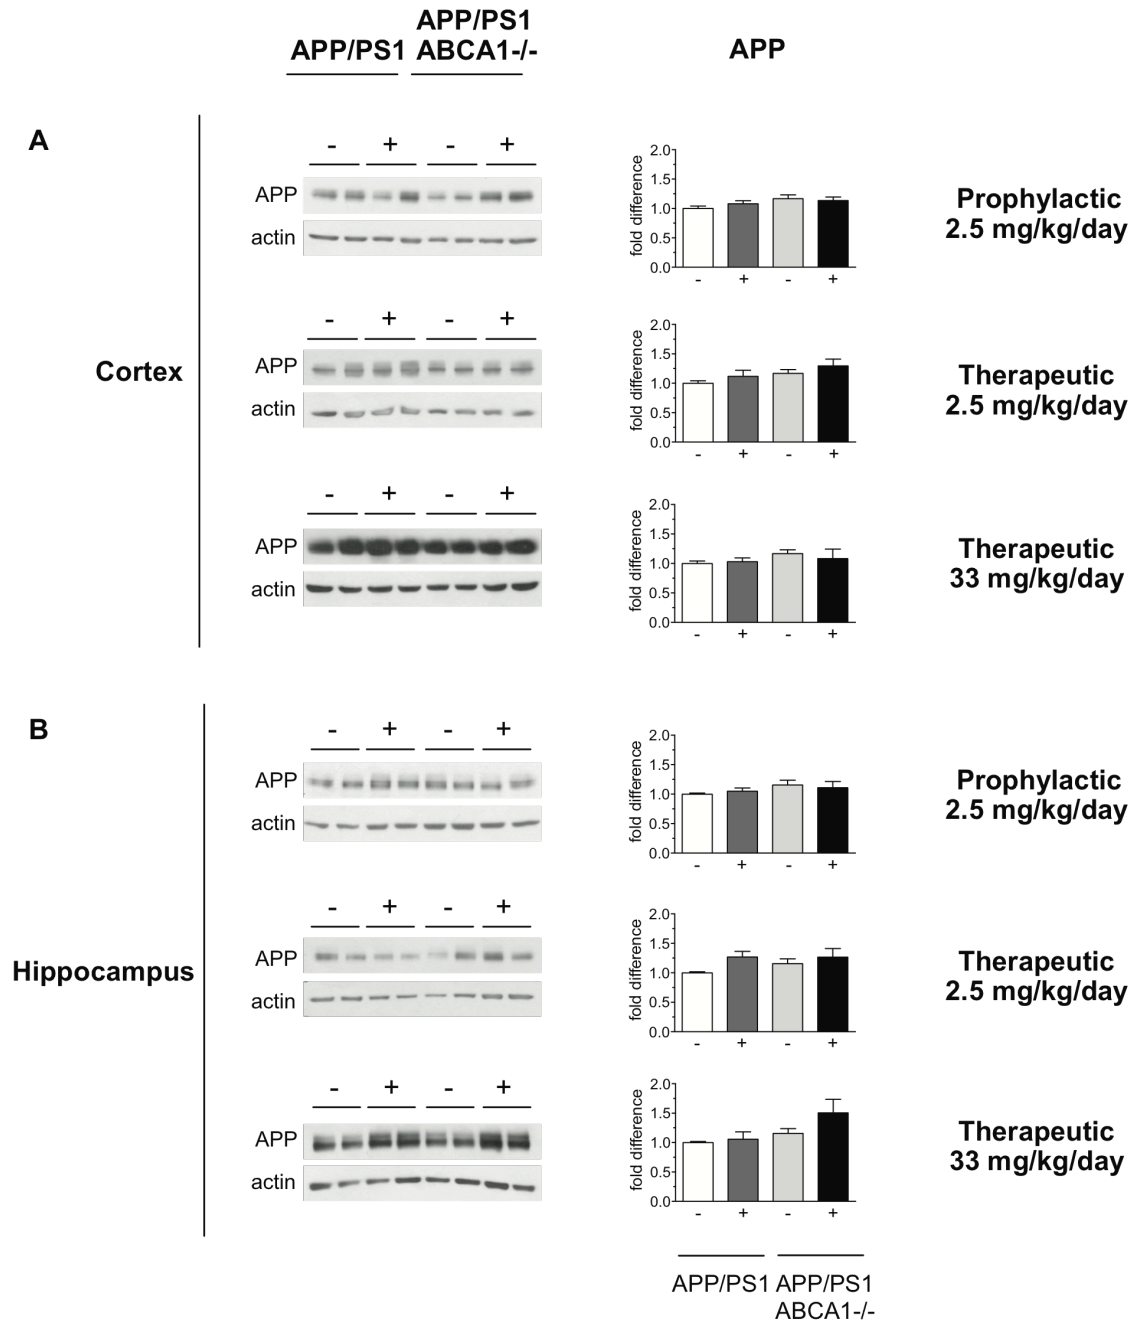 APP/PS1
APP/PS1
ABCA1-/-
APP
A
Cortex
- + - +
APP
actin
fold difference
2.0
1.5
1.0
0.5
0.0
- + - +
Prophylactic
2.5 mg/kg/day
- + - +
APP
actin
fold difference
2.0
1.5
1.0
0.5
0.0
- + - +
Therapeutic
2.5 mg/kg/day
- + - +
APP
actin
fold difference
2.0
1.5
1.0
0.5
0.0
- + - +
Therapeutic
33 mg/kg/day
B
Hippocampus
- + - +
APP
actin
fold difference
2.0
1.5
1.0
0.5
0.0
- + - +
Prophylactic
2.5 mg/kg/day
- + - +
APP
actin
fold difference
2.0
1.5
1.0
0.5
0.0
- + - +
Therapeutic
2.5 mg/kg/day
- + - +
APP
actin
fold difference
2.0
1.5
1.0
0.5
0.0
- + - +
Therapeutic
33 mg/kg/day
APP/PS1
APP/PS1
ABCA1-/-